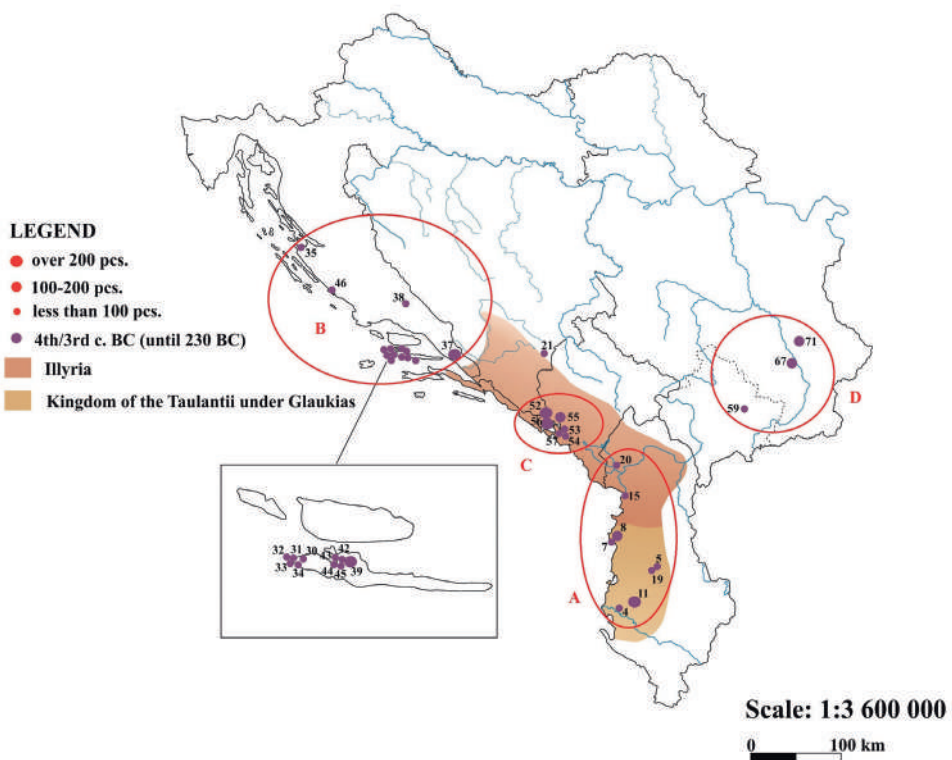 LEGEND
over 200 pcs.
100-200 pcs.
less than 100 pcs.
4th/3rd c. BC (until 230 BC)
Illyria
Kingdom of the Taulantii under Glaukias
35
46
38
B
37
21
71
67
59
D
52
55
56
53
57
54
C
20
15
8
7
5
19
A
11
4
32 31 30 43 42
33 34 44 45 39
Scale: 1:3 600 000
0 100 km